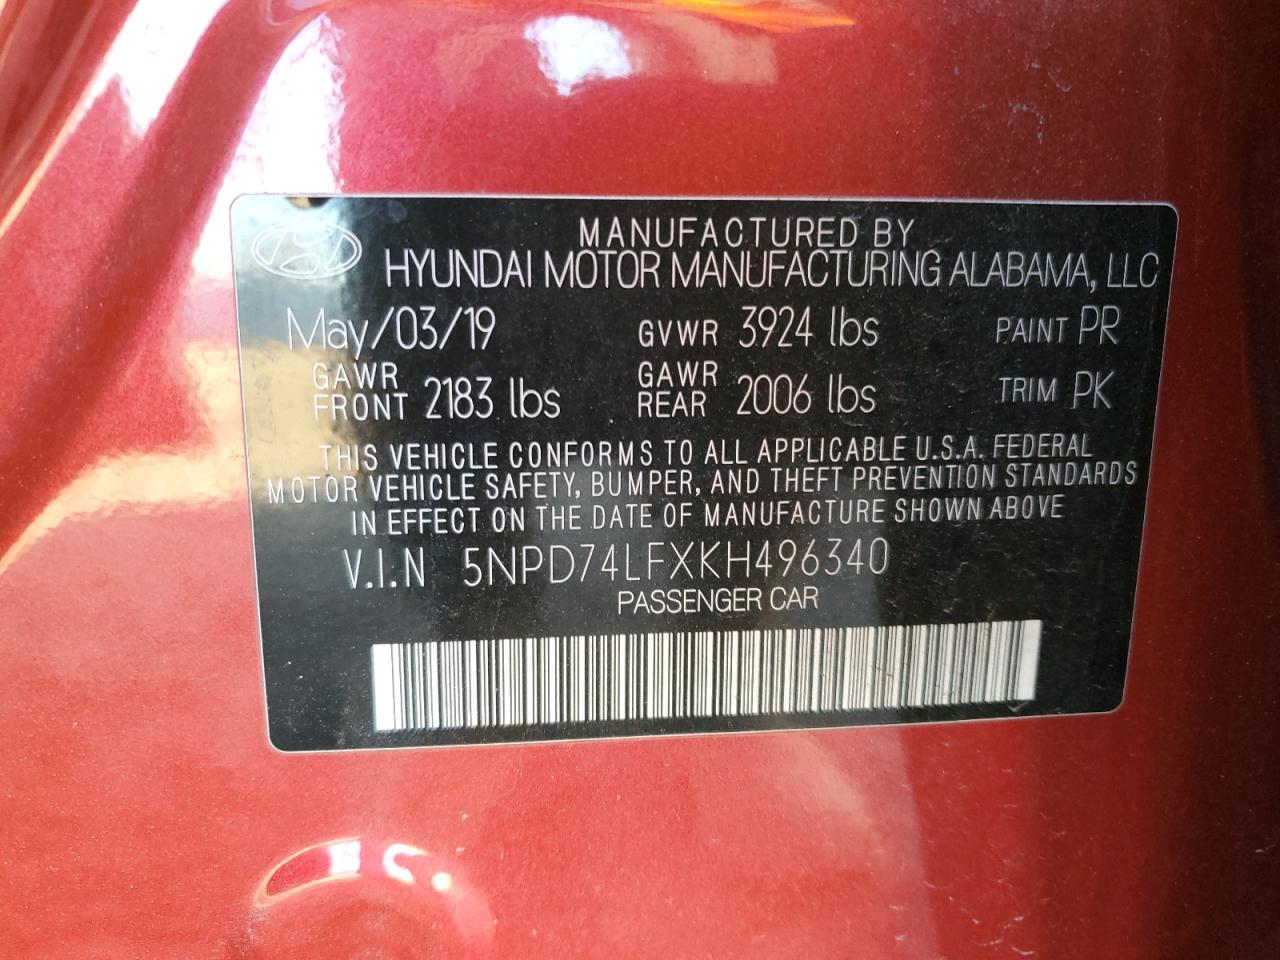 MANUFACTURED BY
HYUNDAI MOTOR MANUFACTURING ALABAMA, LLC
May/03/19 GVWR 3924 lbs PAINT PR
GAWR FRONT 2183 lbs GAWR REAR 2006 lbs TRIM PK
THIS VEHICLE CONFORMS TO ALL APPLICABLE U.S.A. FEDERAL
MOTOR VEHICLE SAFETY, BUMPER, AND THEFT PREVENTION STANDARDS
IN EFFECT ON THE DATE OF MANUFACTURE SHOWN ABOVE
V.I.N 5NPD74LFXKH496340
PASSENGER CAR